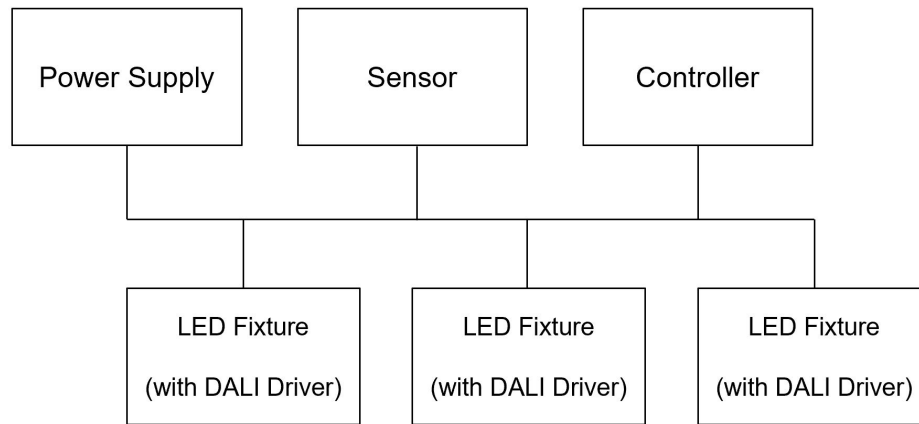 Power Supply
Sensor
Controller
LED Fixture
(with DALI Driver)
LED Fixture
(with DALI Driver)
LED Fixture
(with DALI Driver)